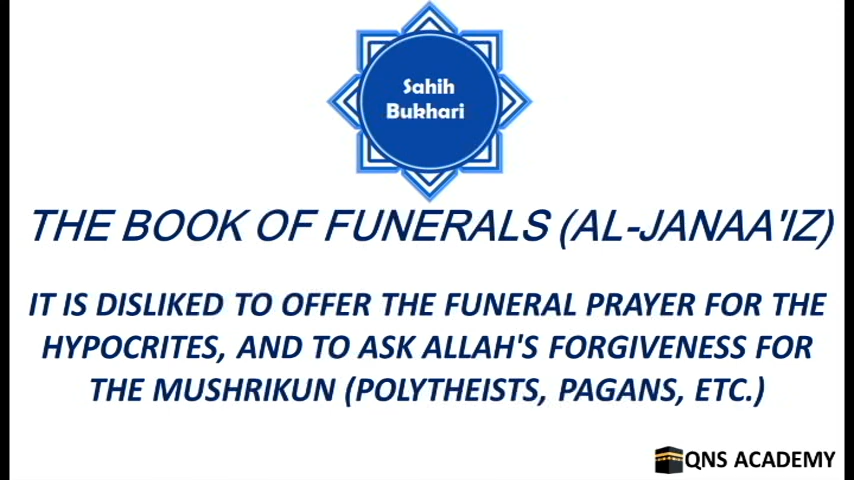 Sahih
Bukhari
THE BOOK OF FUNERALS (AL-JANAA'IZ)
IT IS DISLIKED TO OFFER THE FUNERAL PRAYER FOR THE
HYPOCRITES, AND TO ASK ALLAH'S FORGIVENESS FOR
THE MUSHRIKUN (POLYTHEISTS, PAGANS, ETC.)
QNS ACADEMY